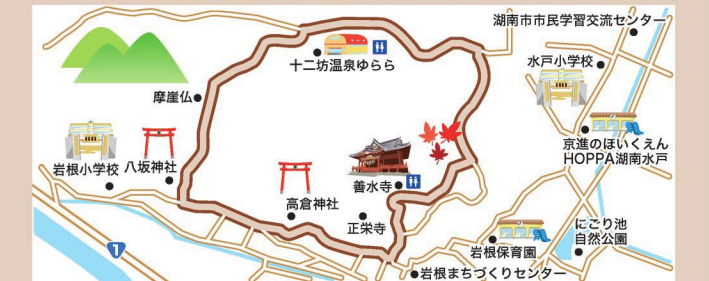 湖南市市民学習交流センター
水戸小学校
十二坊温泉ゆらら
摩崖仏
京進のほいくえん
HOPPA湖南水戸
岩根小学校
八坂神社
善水寺
高倉神社
正栄寺
にごり池
自然公園
岩根保育園
1
岩根まちづくりセンター